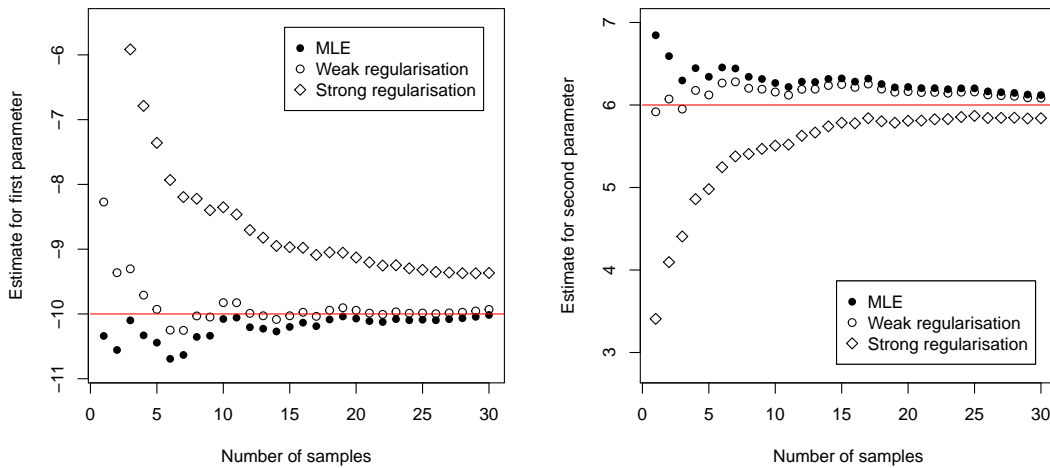 Estimate for first parameter
−6
−7
−8
−9
−10
−11
MLE
Weak regularisation
Strong regularisation
0 5 10 15 20 25 30
Number of samples
Estimate for second parameter
7
6
5
4
3
MLE
Weak regularisation
Strong regularisation
0 5 10 15 20 25 30
Number of samples